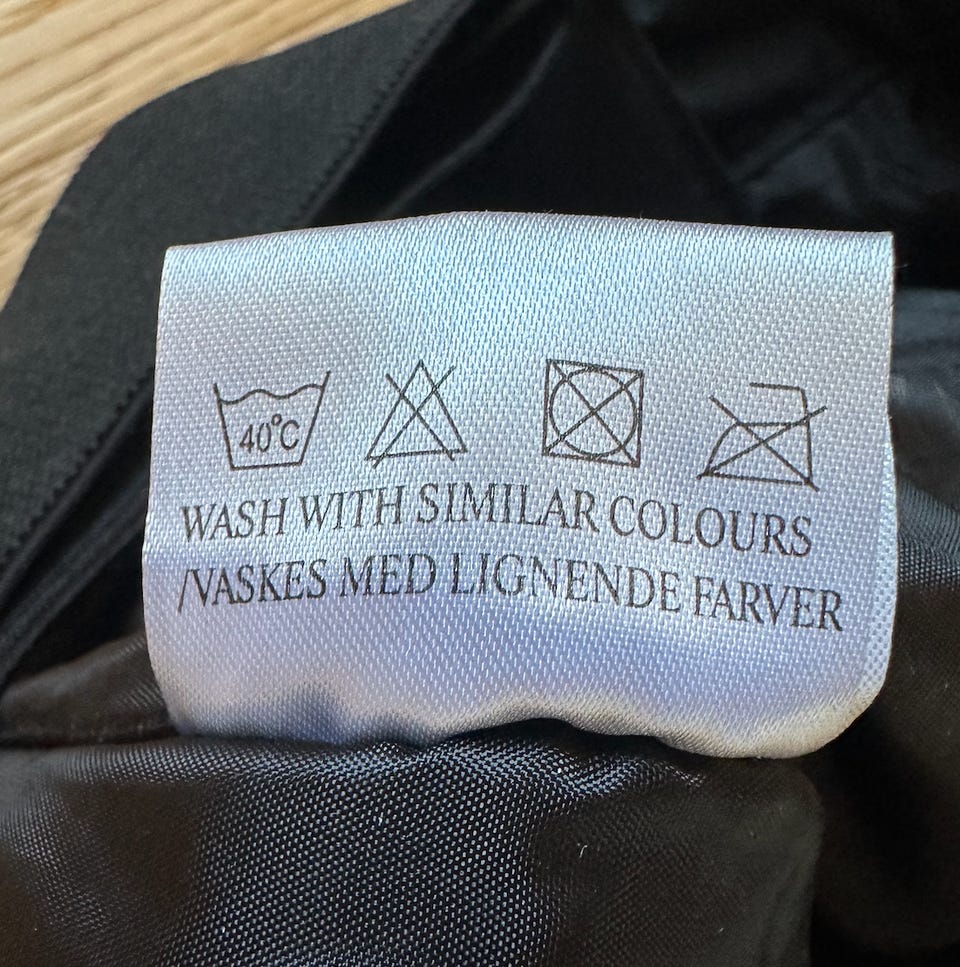 40°C
WASH WITH SIMILAR COLOURS
/VASKES MED LIGNENDE FARVER